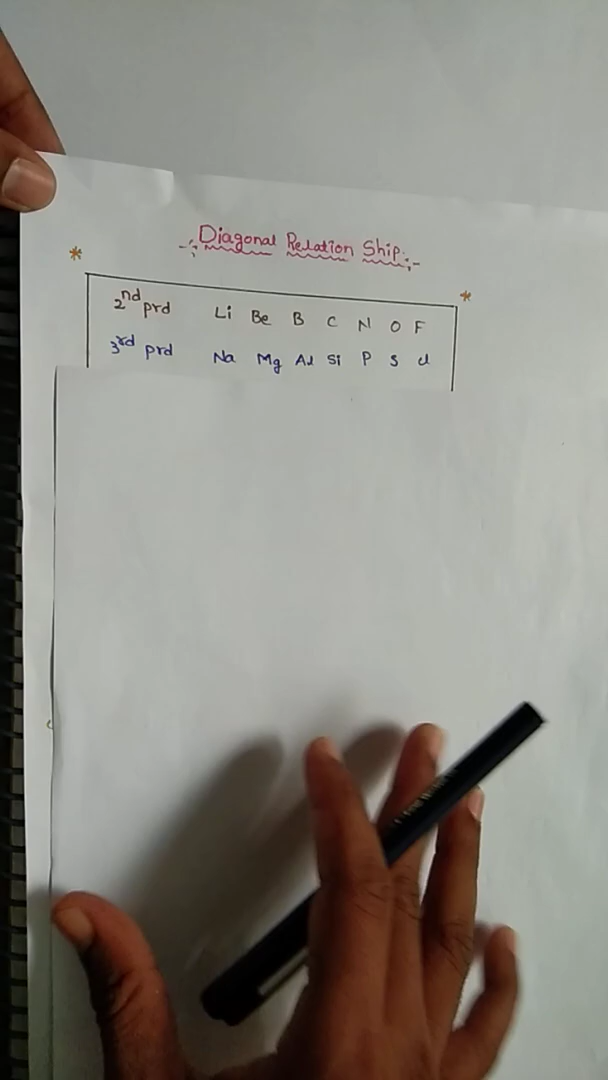 Diagonal Relation Ship
2nd prd Li Be B C N O F
3rd prd Na Mg Al Si P S Cl